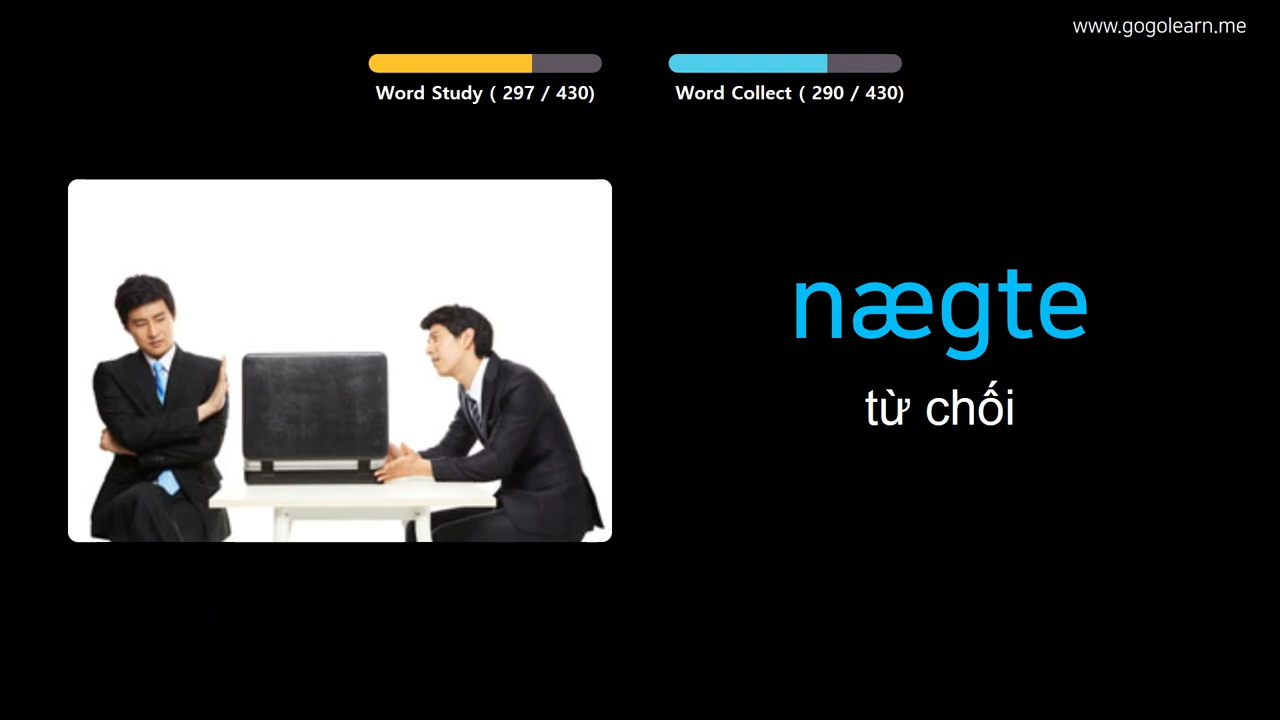 www.gogolearn.me
Word Study ( 297 / 430)
Word Collect ( 290 / 430)
nægte
từ chối